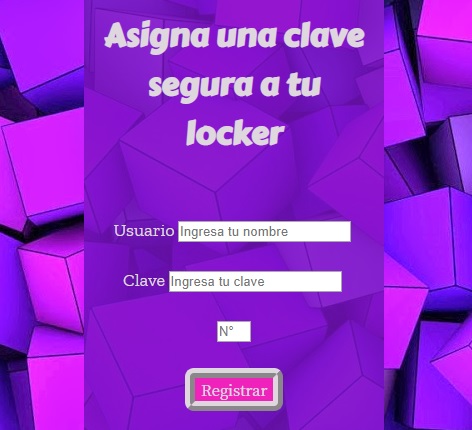 Asigna una clave
segura a tu
locker
Usuario Ingresa tu nombre
Clave Ingresa tu clave
N°
Registrar